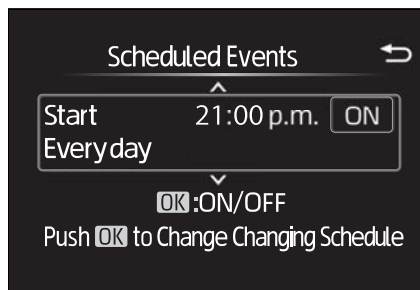 Scheduled Events
Start 21:00 p.m. ON
Everyday
OK:ON/OFF
Push OK to Change Changing Schedule